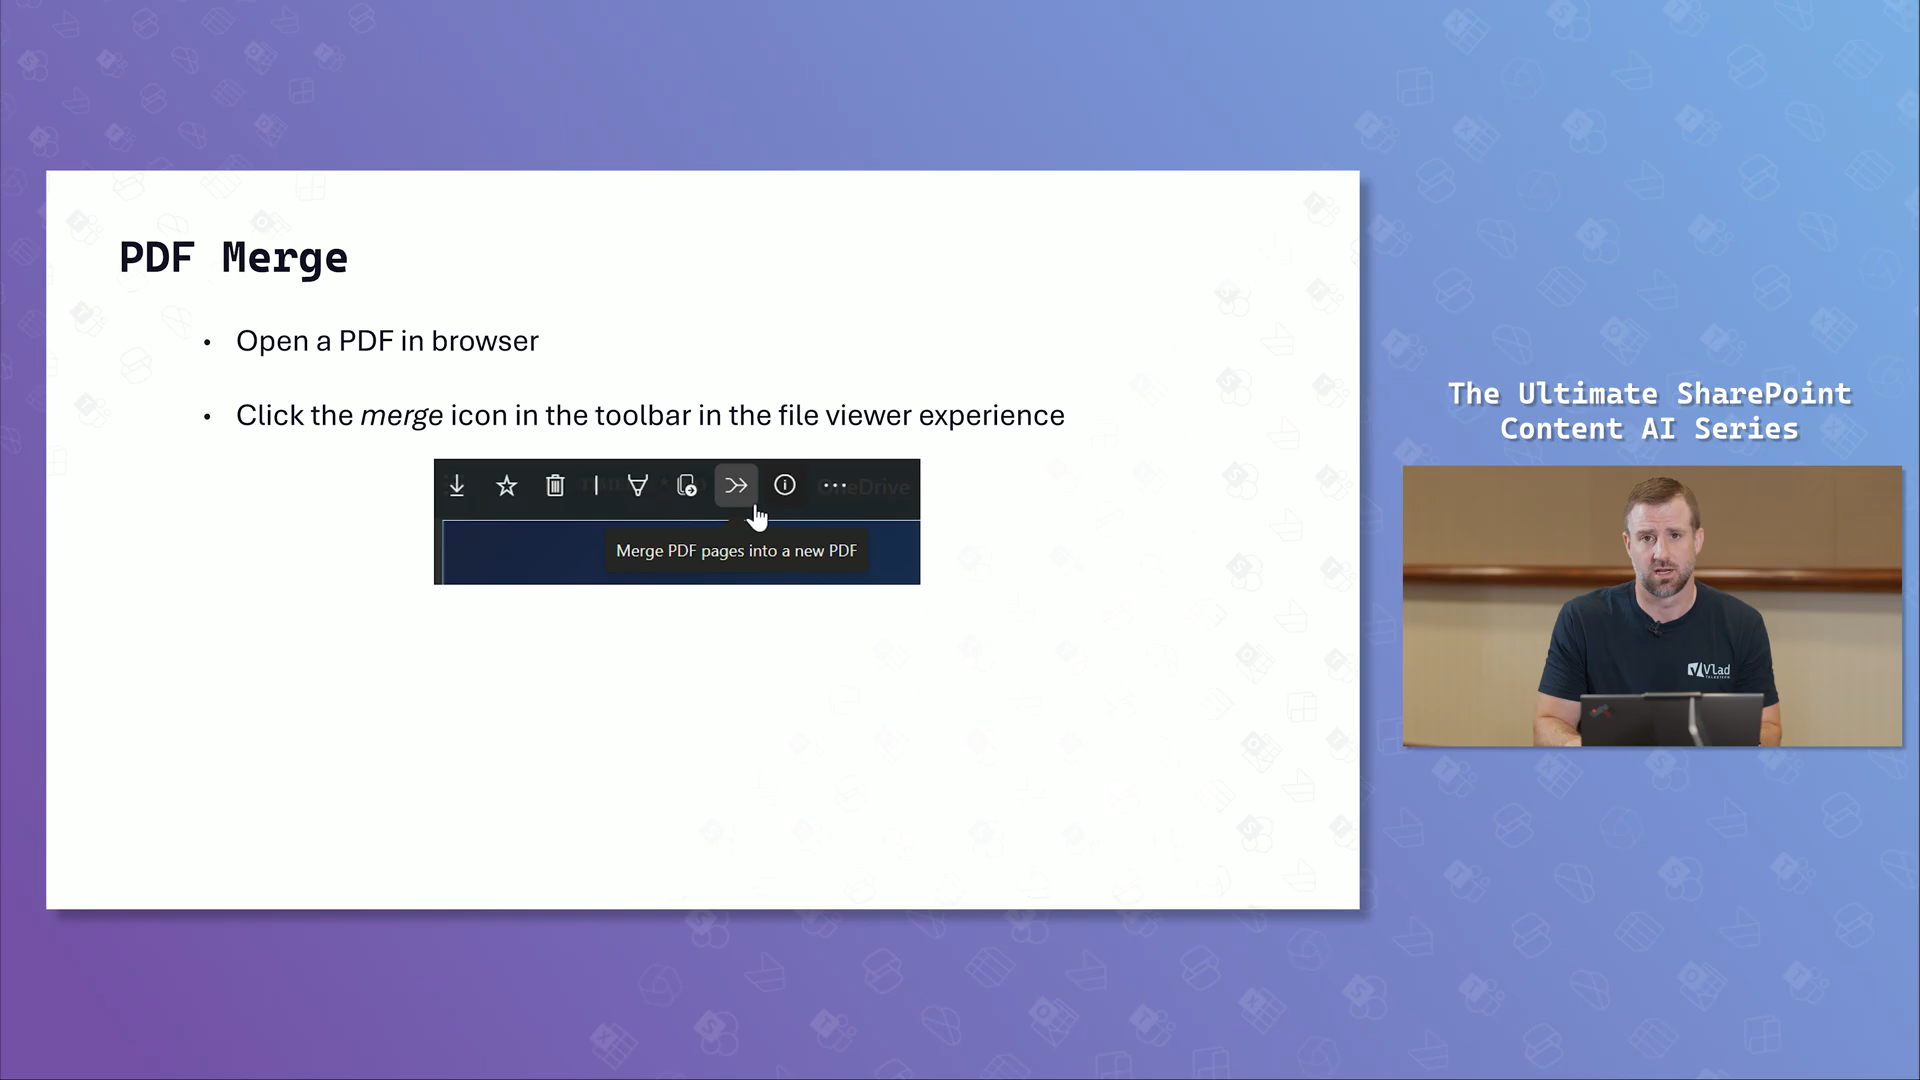 PDF Merge
• Open a PDF in browser
• Click the merge icon in the toolbar in the file viewer experience
OneDrive
Merge PDF pages into a new PDF
The Ultimate SharePoint
Content AI Series
Vlad